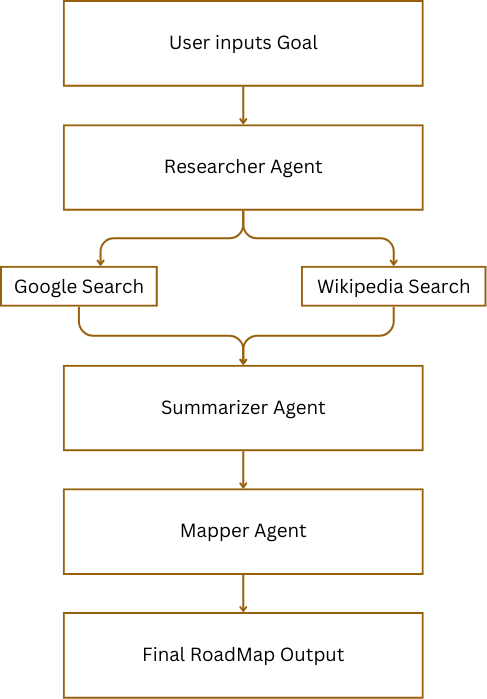 User inputs Goal
Researcher Agent
Google Search
Wikipedia Search
Summarizer Agent
Mapper Agent
Final RoadMap Output